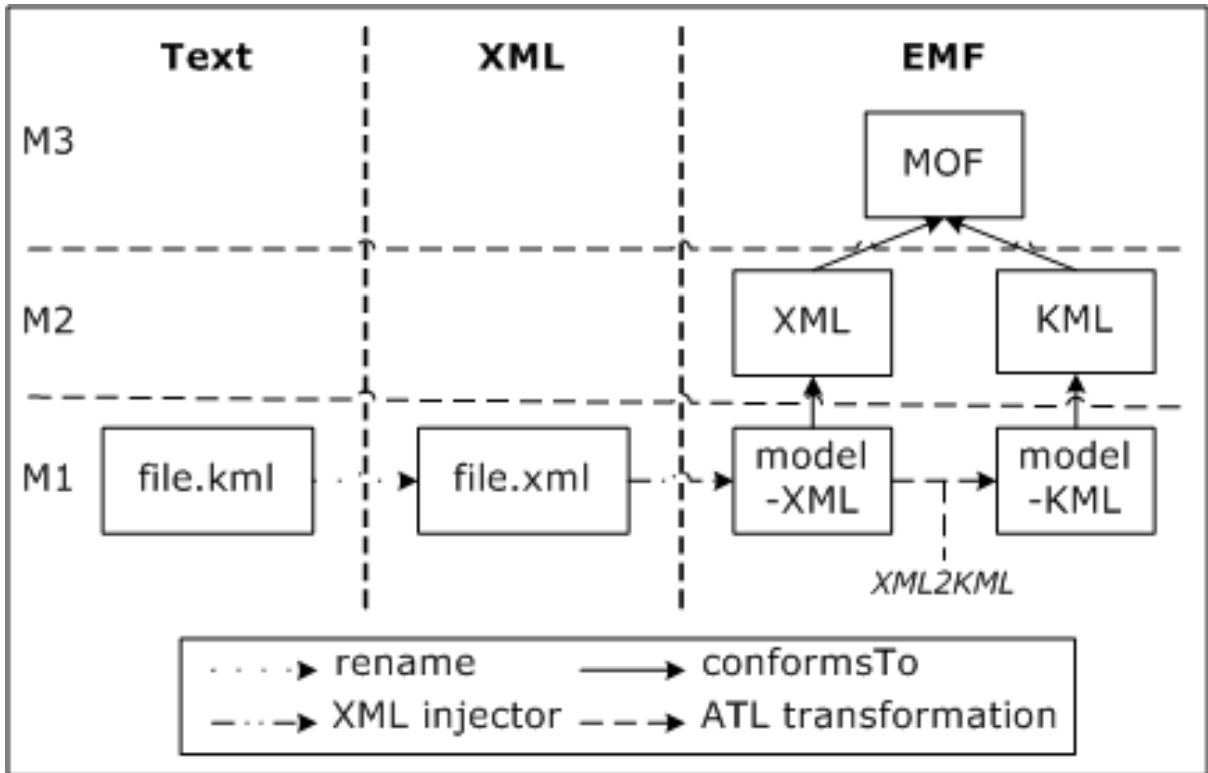 Text XML EMF
M3
MOF
M2
XML KML
M1 file.kml file.xml
model
-XML
model
-KML
XML2KML
rename conformsTo
XML injector ATL transformation